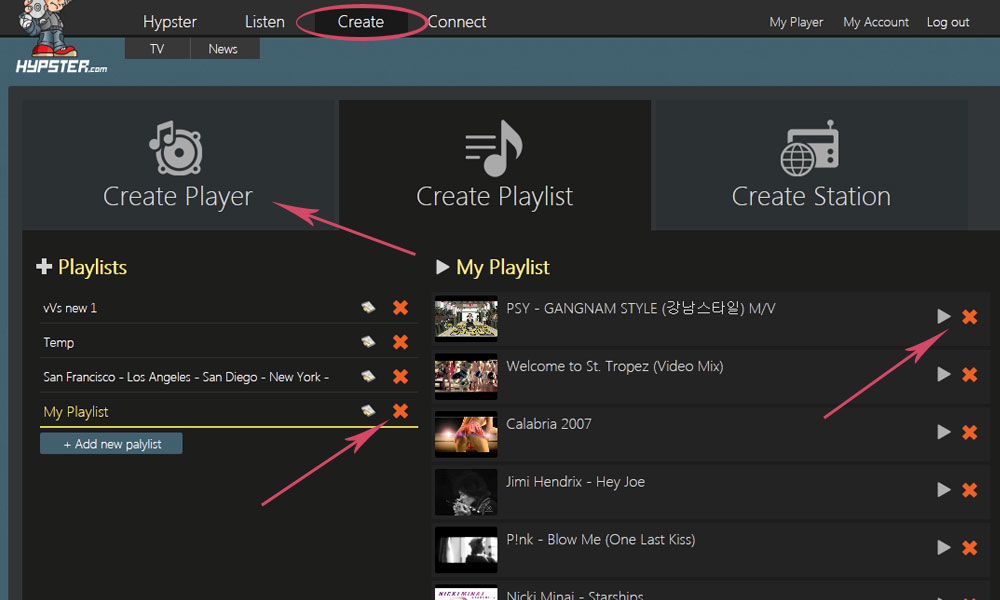 Hypster
Listen
Create
Connect
My Player
My Account
Log out
TV
News
HYPSTER.com
Create Player
Create Playlist
Create Station
Playlists
vVs new 1
Temp
San Francisco - Los Angeles - San Diego - New York -
My Playlist
+ Add new palylist
My Playlist
PSY - GANGNAM STYLE (강남스타일) M/V
Welcome to St. Tropez (Video Mix)
Calabria 2007
Jimi Hendrix - Hey Joe
P!nk - Blow Me (One Last Kiss)
NICKI MINAJ
Nicki Minaj - Starships